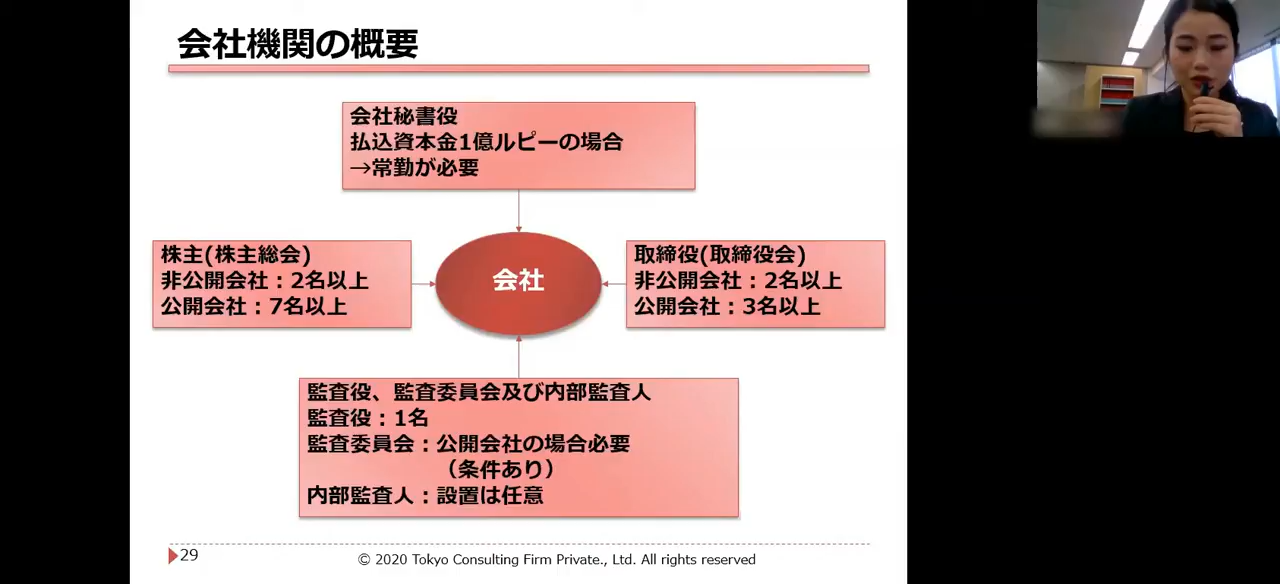 会社機関の概要
会社秘書役
払込資本金1億ルピーの場合
→常勤が必要
株主(株主総会)
非公開会社：2名以上
公開会社：7名以上
会社
取締役(取締役会)
非公開会社：2名以上
公開会社：3名以上
監査役、監査委員会及び内部監査人
監査役：1名
監査委員会：公開会社の場合必要
（条件あり）
内部監査人：設置は任意
29
© 2020 Tokyo Consulting Firm Private., Ltd. All rights reserved